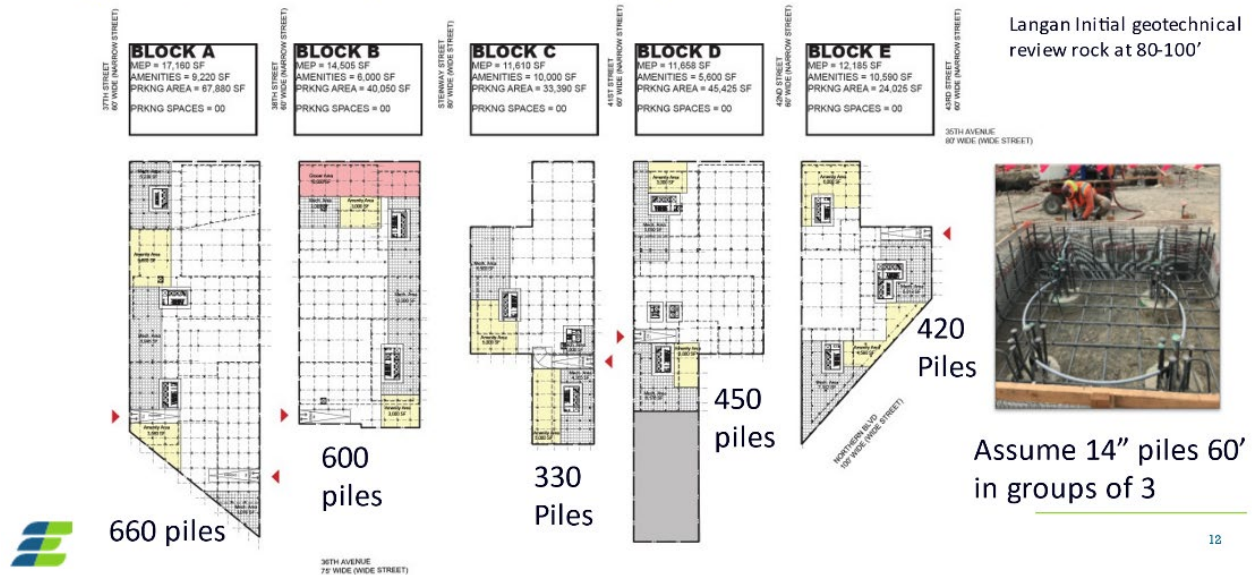 37TH STREET
60' WIDE (NARROW STREET)
BLOCK A
MEP = 17,160 SF
AMENITIES = 9,220 SF
PRKNG AREA = 67,880 SF
PRKNG SPACES = 00
38TH STREET
60' WIDE (NARROW STREET)
BLOCK B
MEP = 14,505 SF
AMENITIES = 6,000 SF
PRKNG AREA = 40,050 SF
PRKNG SPACES = 00
STEINWAY STREET
80' WIDE (WIDE STREET)
BLOCK C
MEP = 11,610 SF
AMENITIES = 10,000 SF
PRKNG AREA = 33,390 SF
PRKNG SPACES = 00
41ST STREET
60' WIDE (NARROW STREET)
BLOCK D
MEP = 11,658 SF
AMENITIES = 5,600 SF
PRKNG AREA = 45,425 SF
PRKNG SPACES = 00
42ND STREET
60' WIDE (NARROW STREET)
BLOCK E
MEP = 12,185 SF
AMENITIES = 10,590 SF
PRKNG AREA = 24,025 SF
PRKNG SPACES = 00
43RD STREET
60' WIDE (NARROW STREET)
Langan Initial geotechnical
review rock at 80-100'
35TH AVENUE
80' WIDE (WIDE STREET)
660 piles
600
piles
330
Piles
450
piles
420
Piles
NORTHERN BLVD
100' WIDE (WIDE STREET)
Assume 14” piles 60'
in groups of 3
36TH AVENUE
75' WIDE (WIDE STREET)
12